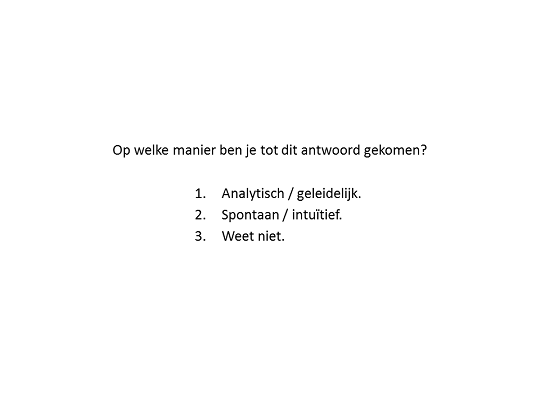 Op welke manier ben je tot dit antwoord gekomen?
1. Analytisch / geleidelijk.
2. Spontaan / intuïtief.
3. Weet niet.